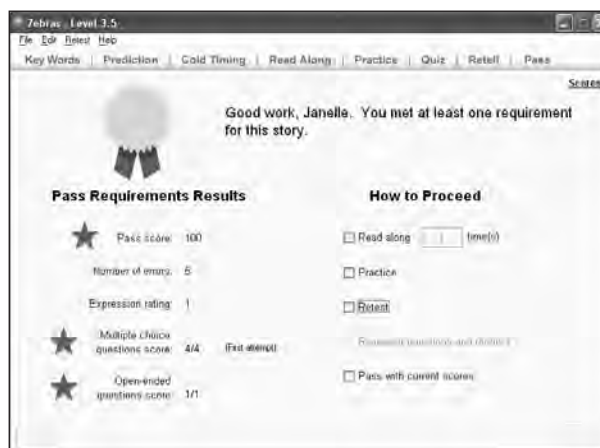 Zebras Level 3.5
File Edit Retest Help
Key Words | Prediction | Cold Timing | Read Along | Practice | Quiz | Retell | Pass
Scores
Good work, Janelle. You met at least one requirement
for this story.
Pass Requirements Results
How to Proceed
Pass score: 100
Read along time(s)
Number of errors: 5
Practice
Expression rating: 1
Retest
Multiple choice
questions score: 4/4 (First attempt)
questions and
Pass with current scores
Open-ended
questions score: 1/1